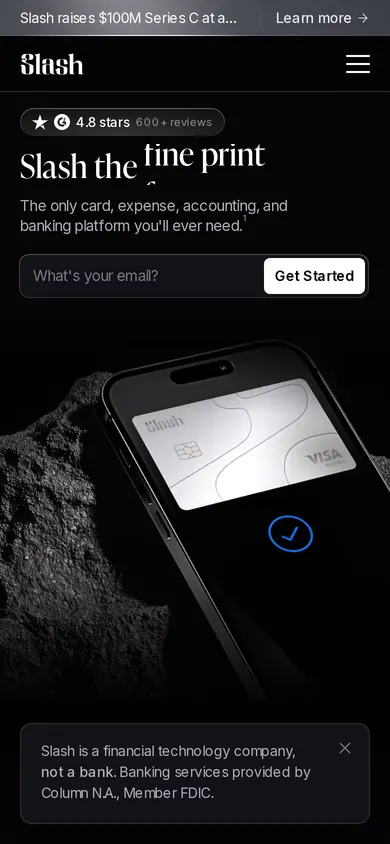 Slash raises $100M Series C at a...
Learn more →
Slash
4.8 stars 600+ reviews
Slash the fine print
The only card, expense, accounting, and
banking platform you'll ever need.1
What's your email?
Get Started
Slash
VISA
Slash is a financial technology company,
not a bank. Banking services provided by
Column N.A., Member FDIC.